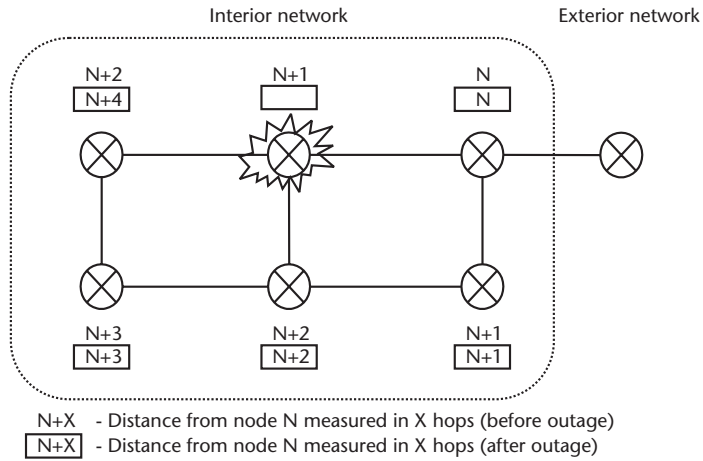 Interior network
Exterior network
N+2
N+4
N+1
N
N
N+3
N+3
N+2
N+2
N+1
N+1
N+X - Distance from node N measured in X hops (before outage)
N+X - Distance from node N measured in X hops (after outage)